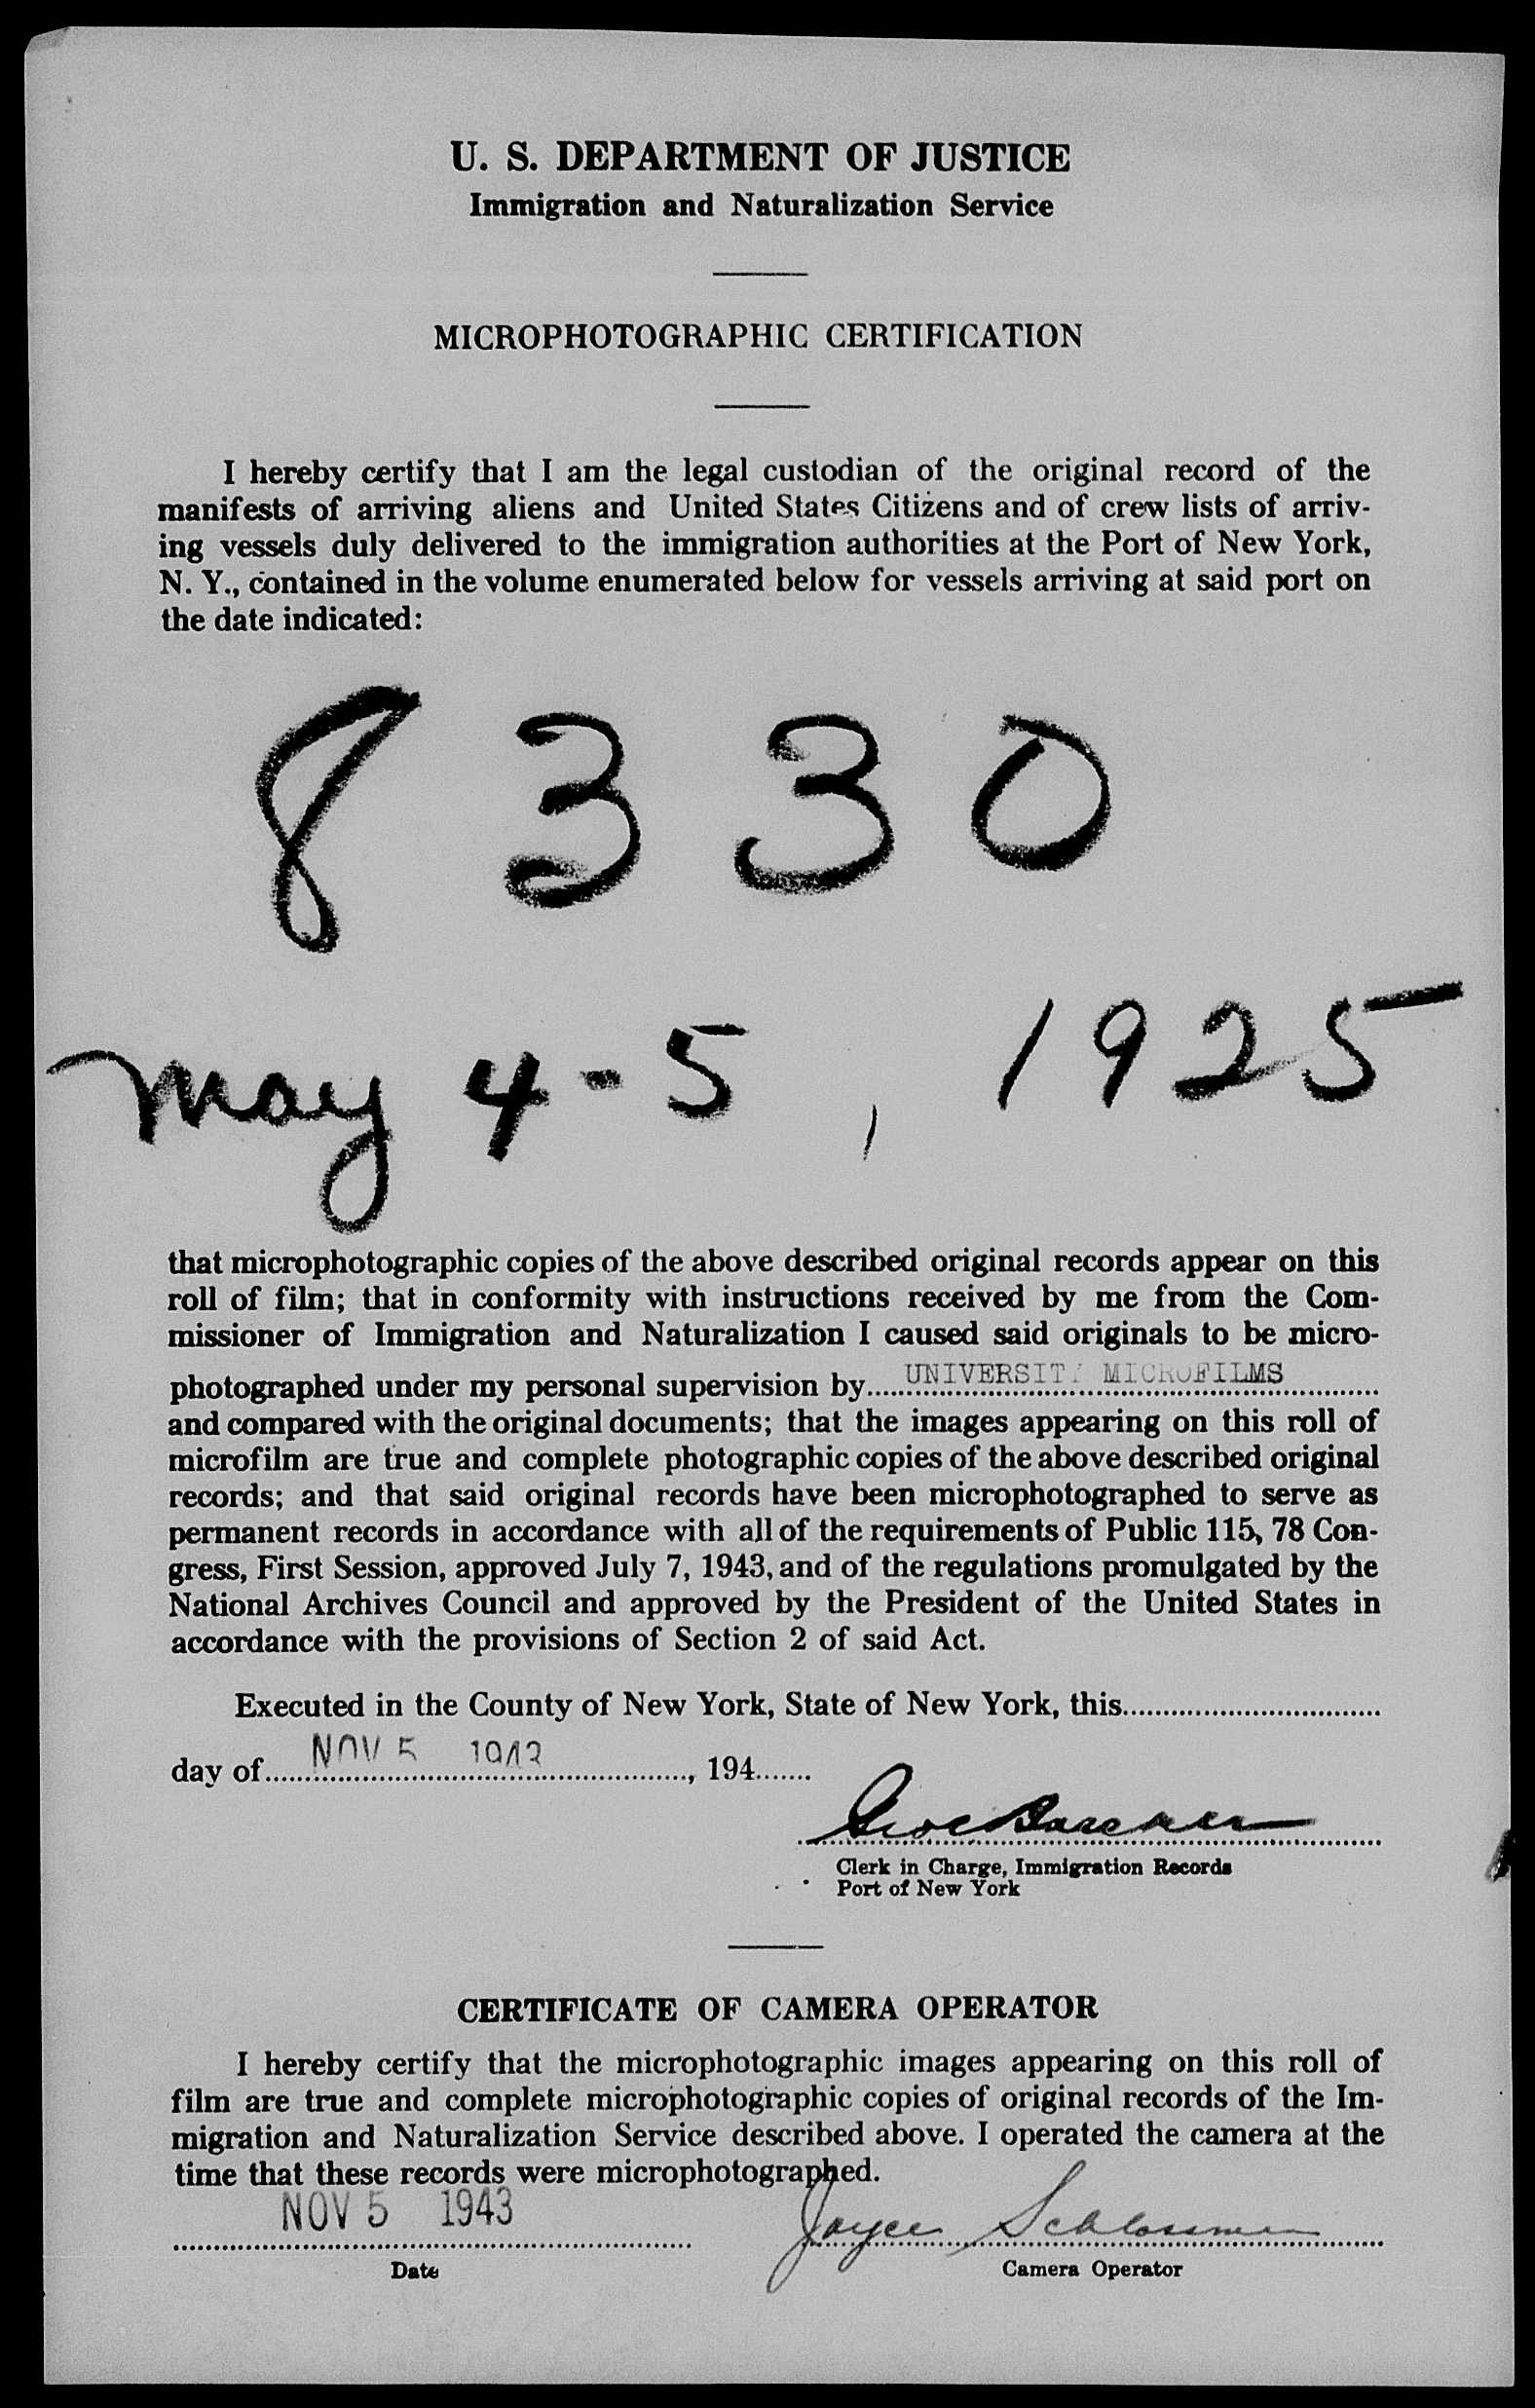 U. S. DEPARTMENT OF JUSTICE
Immigration and Naturalization Service
MICROPHOTOGRAPHIC CERTIFICATION
I hereby certify that I am the legal custodian of the original record of the
manifests of arriving aliens and United States Citizens and of crew lists of arriv-
ing vessels duly delivered to the immigration authorities at the Port of New York,
N. Y., contained in the volume enumerated below for vessels arriving at said port on
the date indicated:
8330
May 4-5, 1925
that microphotographic copies of the above described original records appear on this
roll of film; that in conformity with instructions received by me from the Com-
missioner of Immigration and Naturalization I caused said originals to be micro-
photographed under my personal supervision by UNIVERSITY MICROFILMS
and compared with the original documents; that the images appearing on this roll of
microfilm are true and complete photographic copies of the above described original
records; and that said original records have been microphotographed to serve as
permanent records in accordance with all of the requirements of Public 115, 78 Con-
gress, First Session, approved July 7, 1943, and of the regulations promulgated by the
National Archives Council and approved by the President of the United States in
accordance with the provisions of Section 2 of said Act.
Executed in the County of New York, State of New York, this
day of NOV 5 1943, 194
Clerk in Charge, Immigration Records
Port of New York
CERTIFICATE OF CAMERA OPERATOR
I hereby certify that the microphotographic images appearing on this roll of
film are true and complete microphotographic copies of original records of the Im-
migration and Naturalization Service described above. I operated the camera at the
time that these records were microphotographed.
NOV 5 1943 Joyce Schlossman
Date Camera Operator